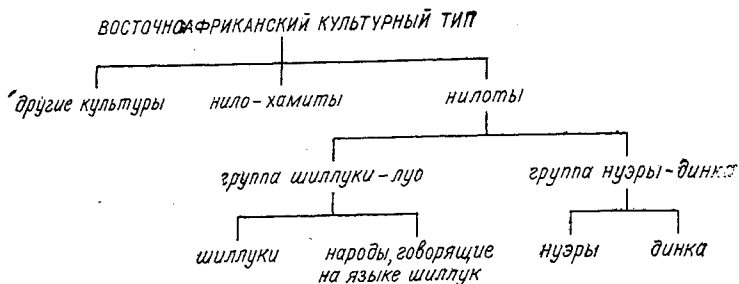 ВОСТОЧНОАФРИКАНСКИЙ КУЛЬТУРНЫЙ ТИП
другие культуры нило-хамиты нилоты
группа шиллуки-луо группа нуэры-динка
шиллуки народы, говорящие на языке шиллук нуэры динка